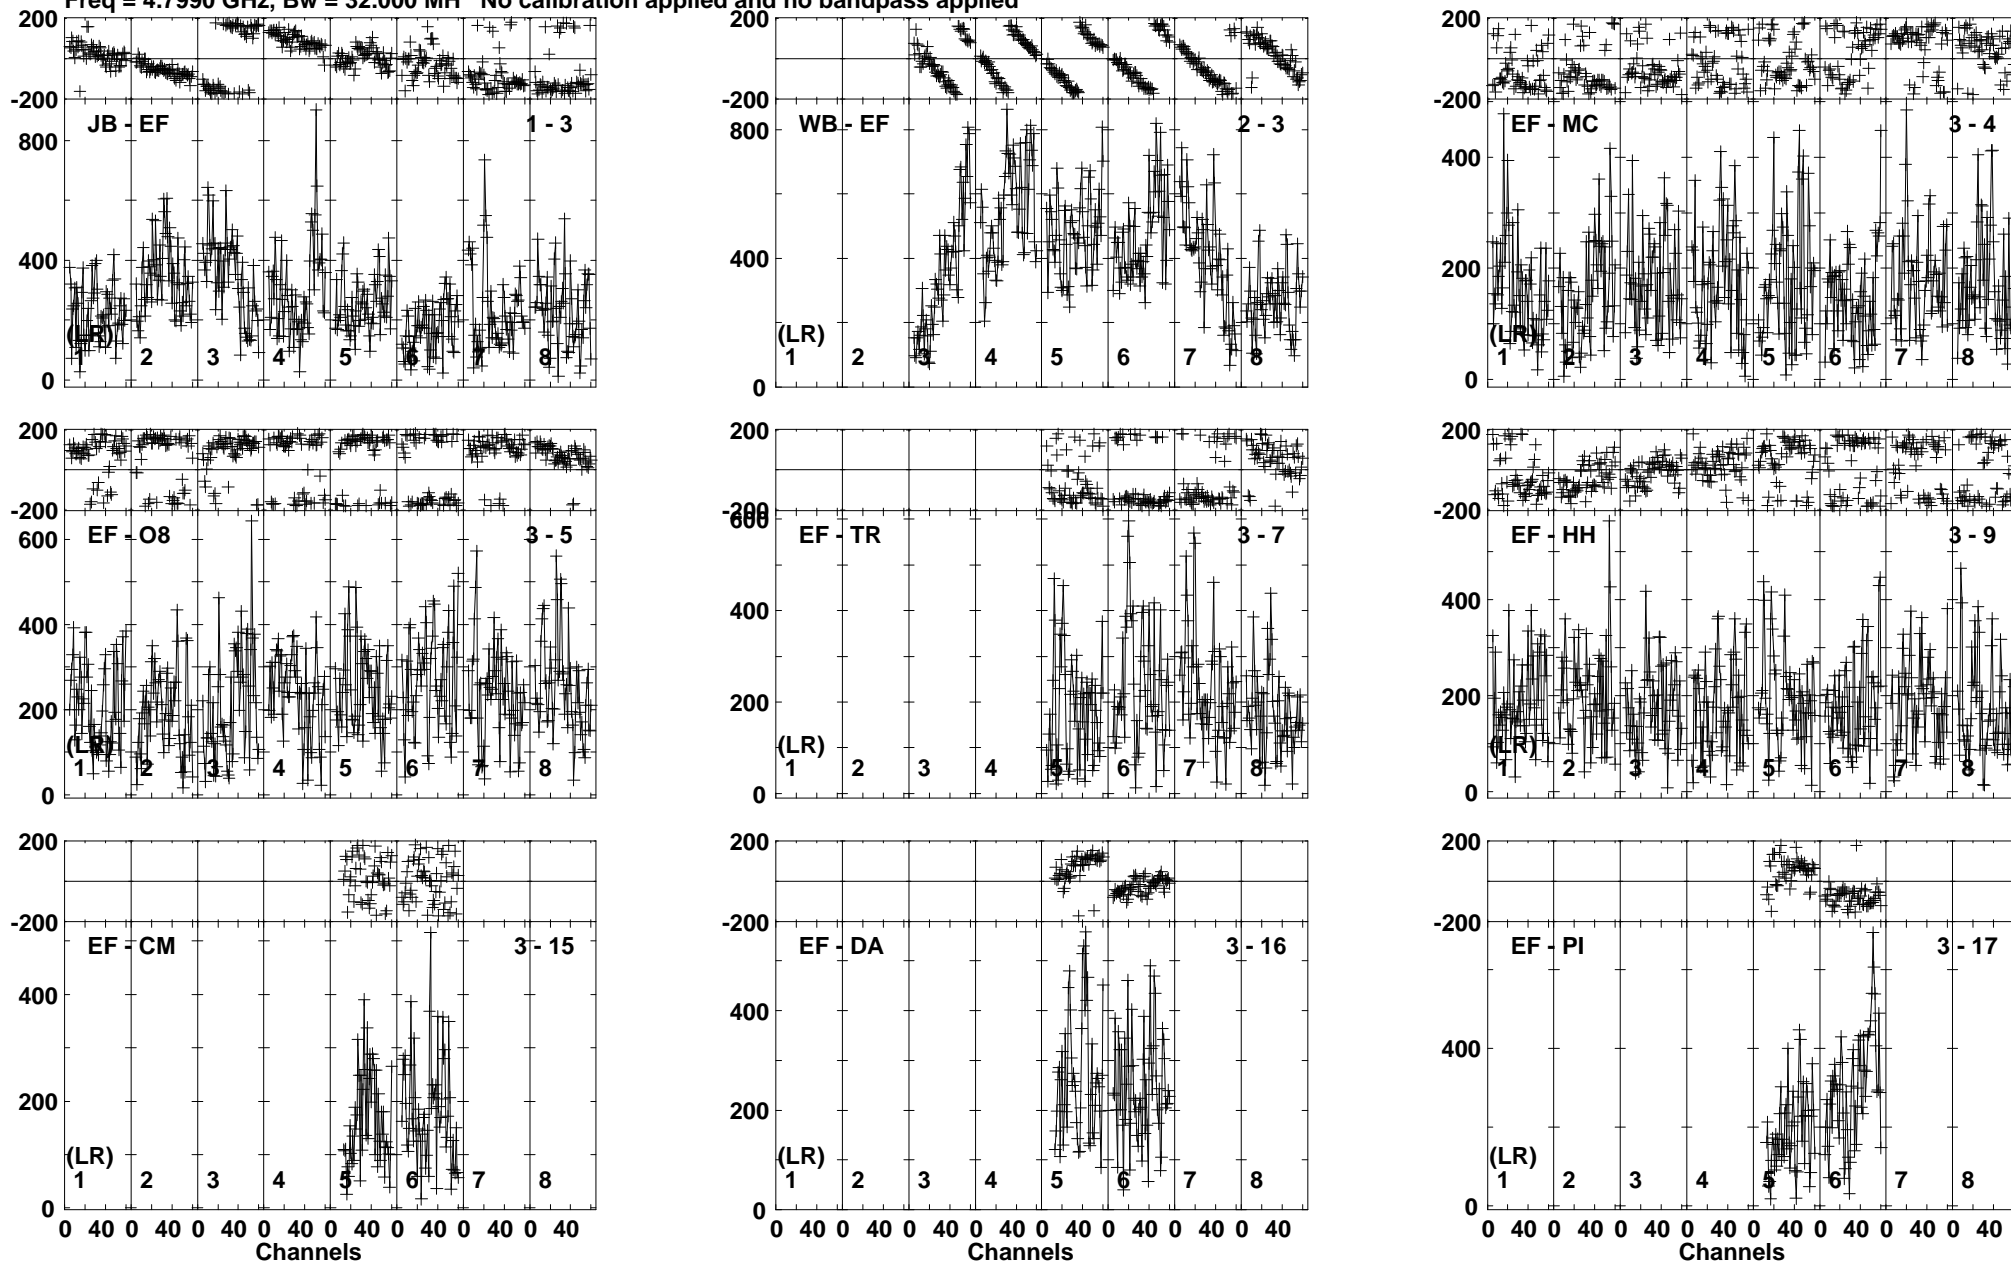 Freq = 4.7990 GHz, Bw = 32.000 MH No calibration applied and no bandpass applied
200 200 200
-200 -200 -200
JB - EF 1 - 3 WB - EF 2 - 3 EF - MC 3 - 4
800 800 400
400 400 200
(LR) (LR) (LR)
1 2 3 4 5 6 7 8 1 2 3 4 5 6 7 8 1 2 3 4 5 6 7 8
0 0 0
200 200 200
-200 -200 -200
600
EF - O8 3 - 5 EF - TR 3 - 7 EF - HH 3 - 9
600
400 400 400
200 200 200
(LR) (LR) (LR)
1 2 3 4 5 6 7 8 1 2 3 4 5 6 7 8 1 2 3 4 5 6 7 8
0 0 0
200 200 200
-200 -200 -200
EF - CM 3 - 15 EF - DA 3 - 16 EF - PI 3 - 17
400 400 400
200 200
(LR) (LR) (LR)
1 2 3 4 5 6 7 8 1 2 3 4 5 6 7 8 1 2 3 4 5 6 7 8
0 0 0
0 40 0 40 0 40 0 40 0 40 0 40 0 40 0 40 0 40 0 40 0 40 0 40 0 40 0 40 0 40 0 40 0 40 0 40 0 40 0 40 0 40 0 40 0 40 0 40
Channels Channels Channels